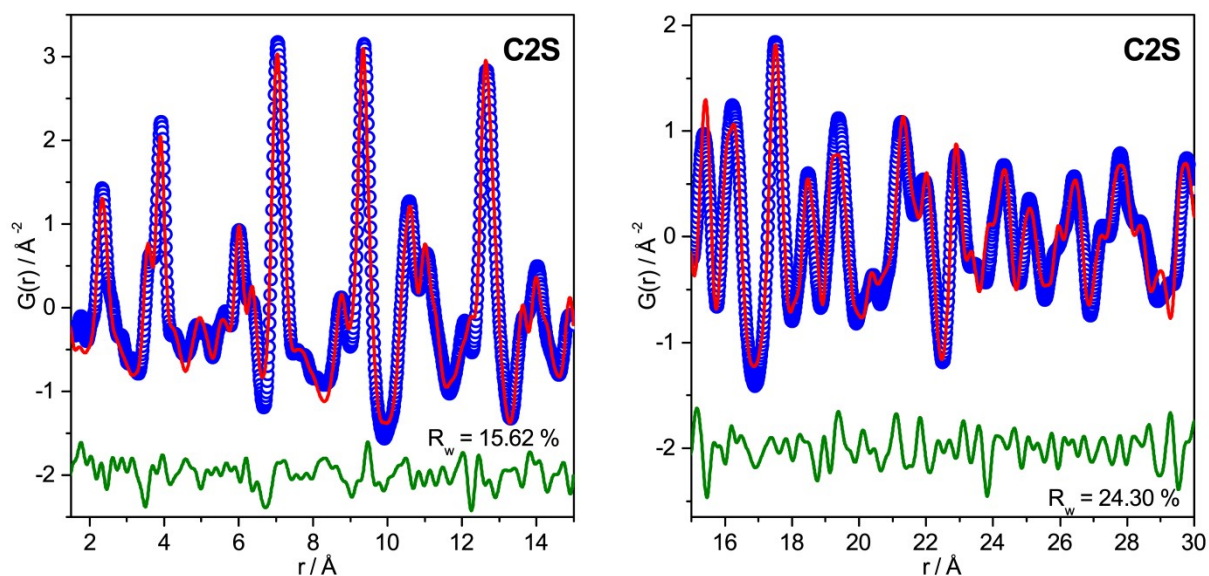 C2S
G(r) / Å⁻²
3
2
1
0
-1
-2
R_w = 15.62 %
2 4 6 8 10 12 14
r / Å
C2S
G(r) / Å⁻²
2
1
0
-1
-2
R_w = 24.30 %
16 18 20 22 24 26 28 30
r / Å